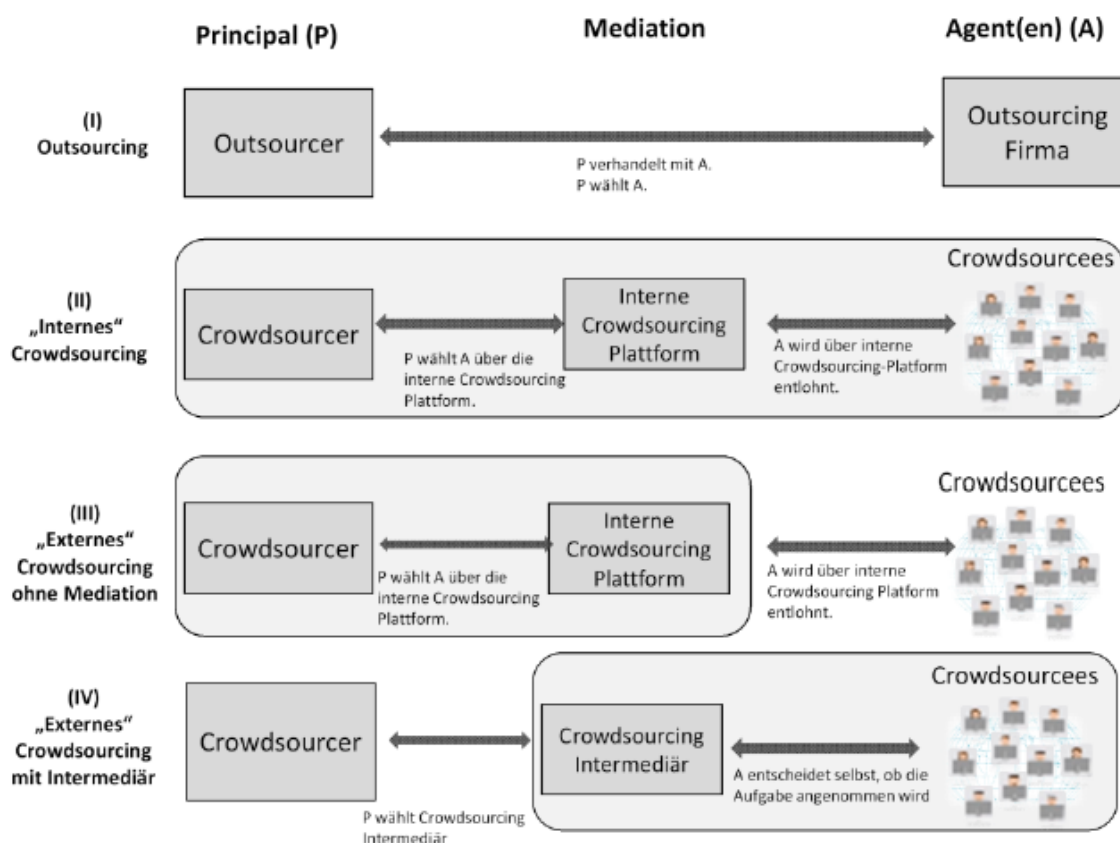 Principal (P)
Mediation
Agent(en) (A)
(I)
Outsourcing
Outsourcer
P verhandelt mit A.
P wählt A.
Outsourcing
Firma
(II)
„Internes“
Crowdsourcing
Crowdsourcer
P wählt A über die
interne Crowdsourcing
Plattform.
Interne
Crowdsourcing
Plattform
A wird über interne
Crowdsourcing-Platform
entlohnt.
Crowdsourcees
(III)
„Externes“
Crowdsourcing
ohne Mediation
Crowdsourcer
P wählt A über die
interne Crowdsourcing
Plattform.
Interne
Crowdsourcing
Plattform
A wird über interne
Crowdsourcing Platform
entlohnt.
Crowdsourcees
(IV)
„Externes“
Crowdsourcing
mit Intermediär
Crowdsourcer
P wählt Crowdsourcing
Intermediär
Crowdsourcing
Intermediär
A entscheidet selbst, ob die
Aufgabe angenommen wird
Crowdsourcees